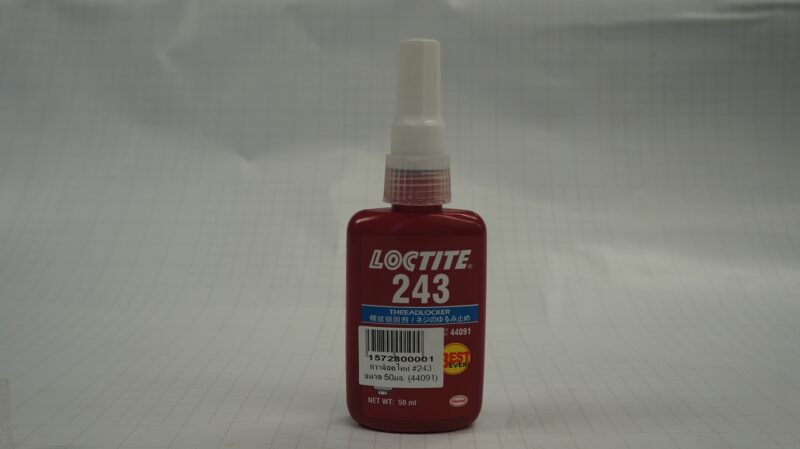 LOCTITE®
243
THREADLOCKER
螺纹锁固剂 / ネジのゆるみ止め
44091
1572800001
กาวล็อคไทท์ #243
ขนาด 50มล. (44091)
BEST
EVER!
NET WT: 50 ml